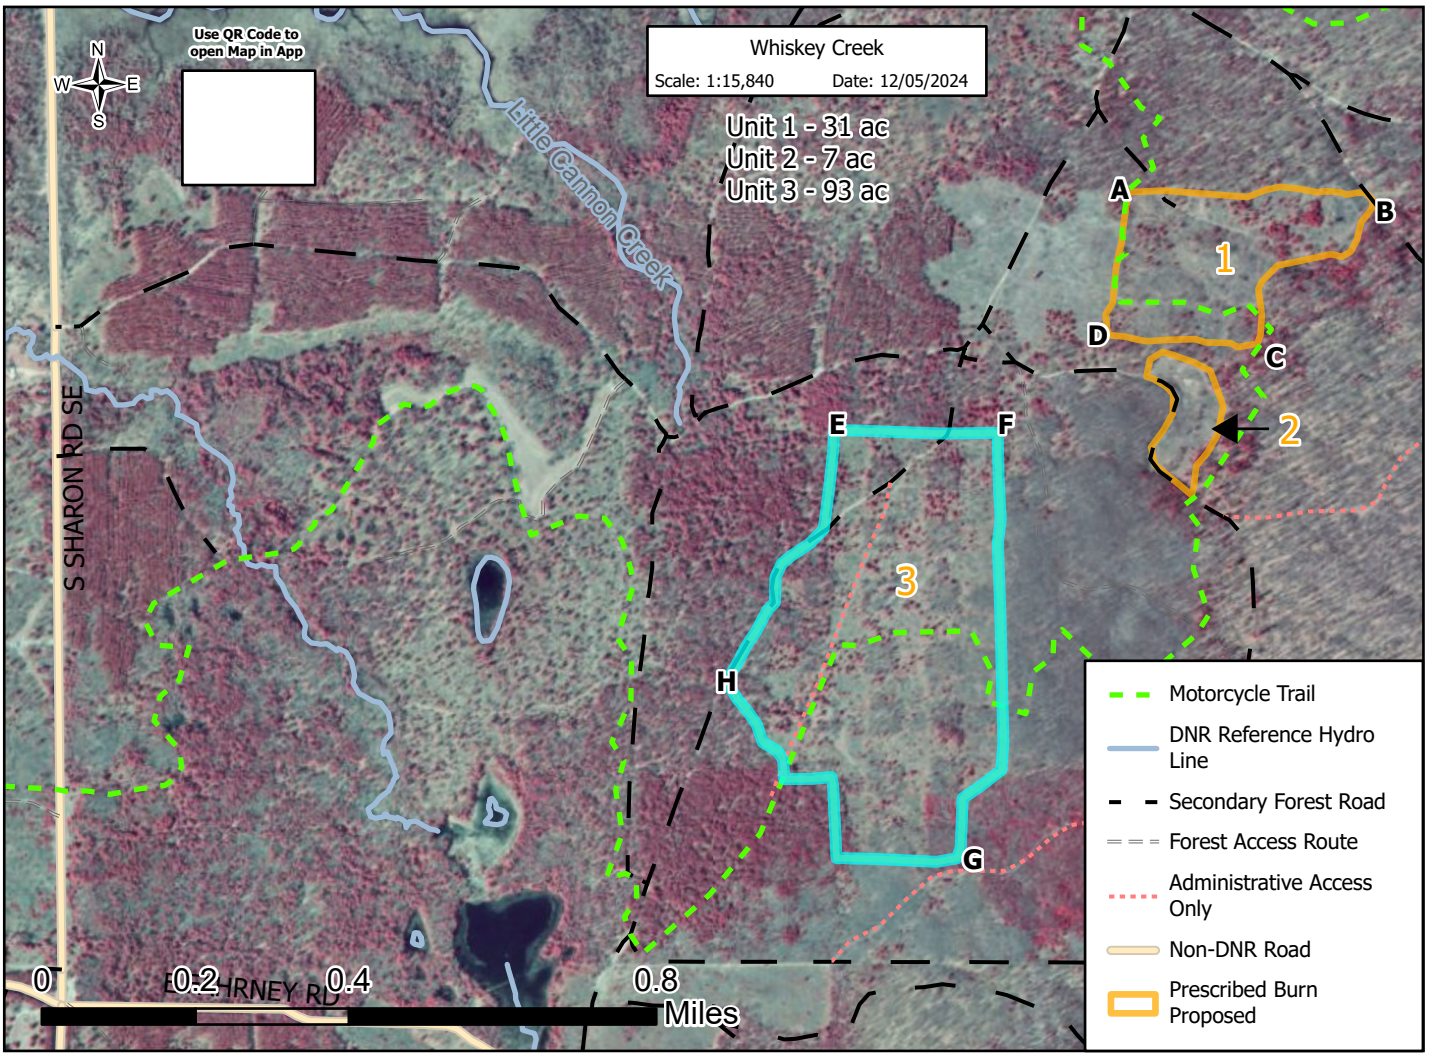 Use QR Code to
open Map in App
N
W
E
S
Whiskey Creek
Scale: 1:15,840
Date: 12/05/2024
Unit 1 - 31 ac
Unit 2 - 7 ac
Unit 3 - 93 ac
Little Cannon Creek
A
B
1
D
C
2
E
F
S SHARON RD SE
3
H
G
Motorcycle Trail
DNR Reference Hydro
Line
Secondary Forest Road
Forest Access Route
Administrative Access
Only
Non-DNR Road
Prescribed Burn
Proposed
0
0.2
0.4
0.8
Miles
RD